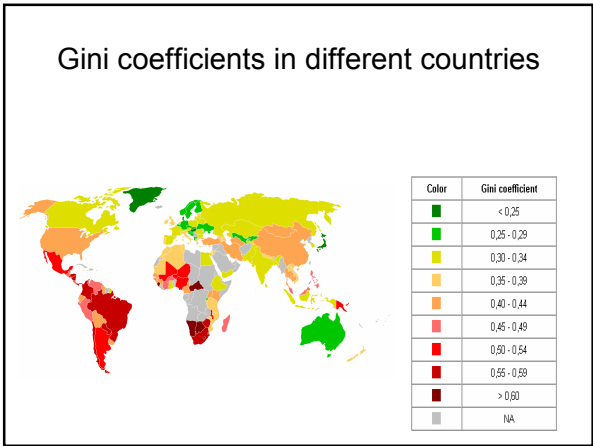 Gini coefficients in different countries
Color Gini coefficient
< 0,25
0,25 - 0,29
0,30 - 0,34
0,35 - 0,39
0,40 - 0,44
0,45 - 0,49
0,50 - 0,54
0,55 - 0,59
> 0,60
NA